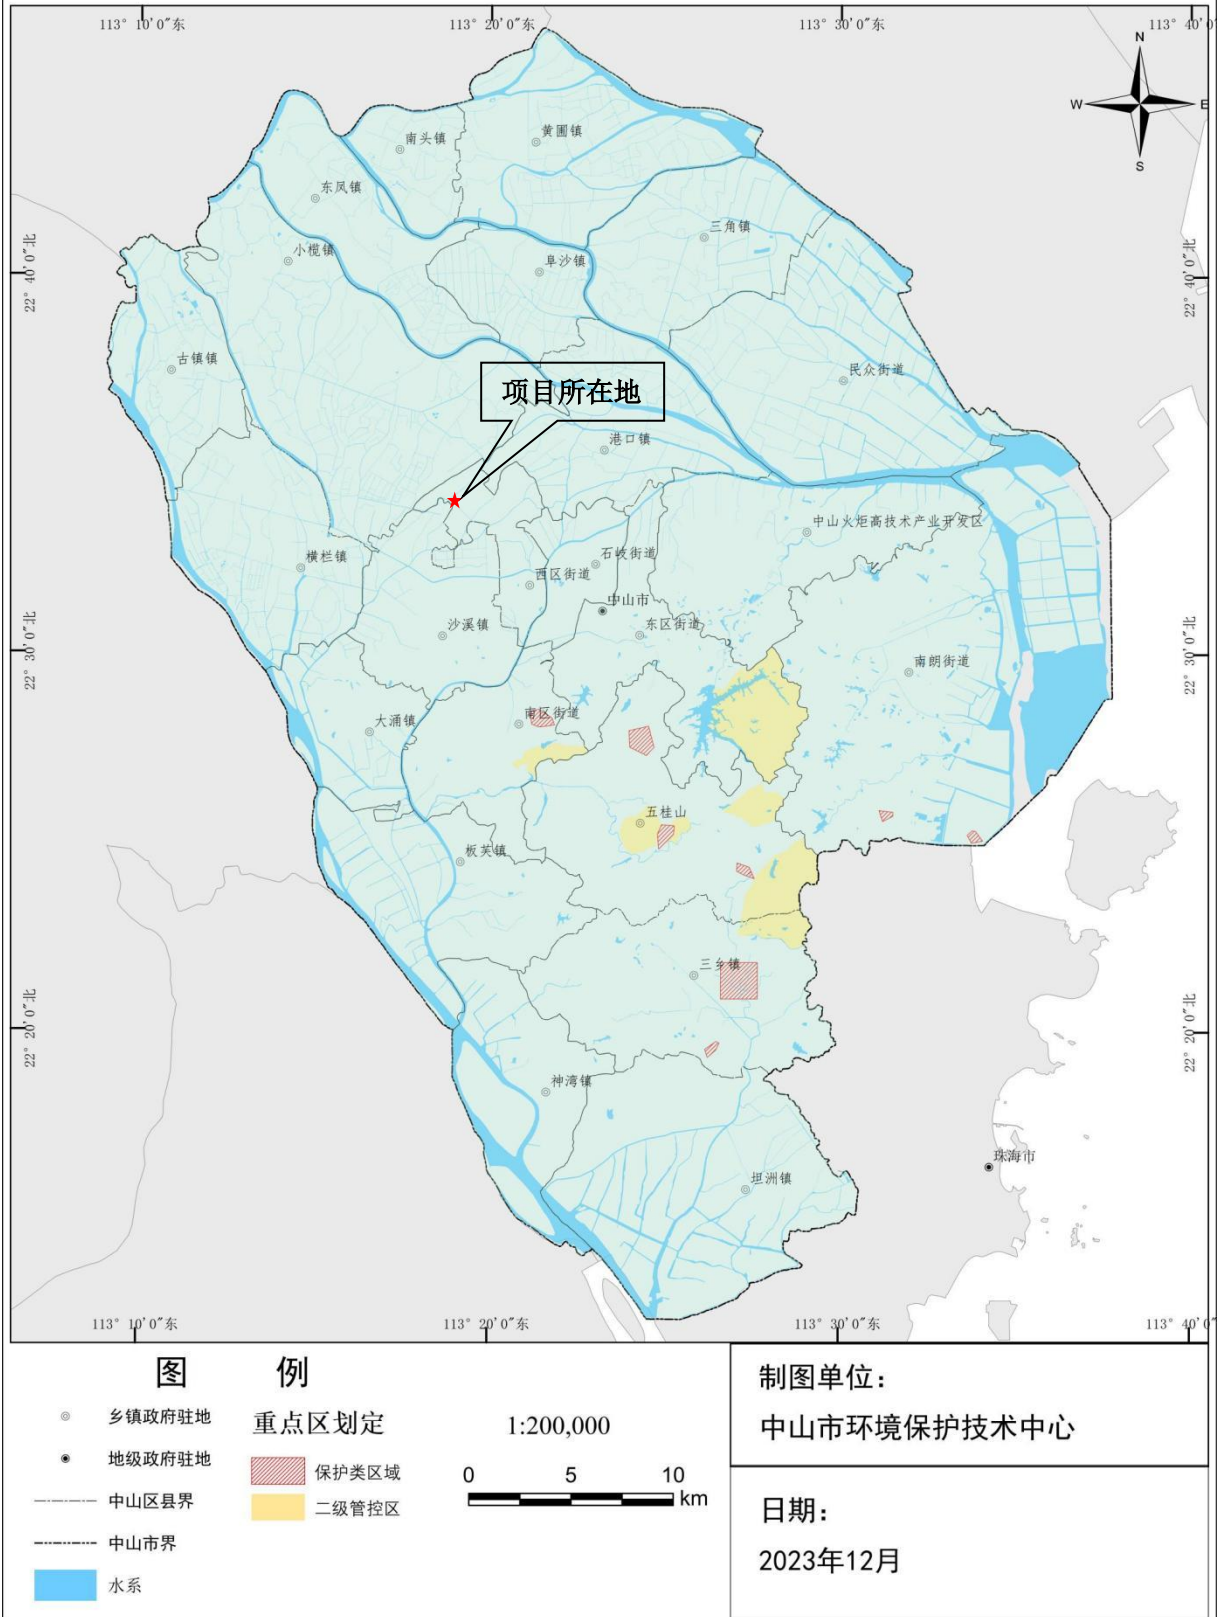 113° 10′0″东
113° 20′0″东
113° 30′0″东
113° 40′0″
N
W
E
S
黄圃镇
南头镇
东凤镇
三角镇
小榄镇
阜沙镇
22° 40′0″北
22° 40′0″北
古镇镇
民众街道
项目所在地
港口镇
中山火炬高技术产业开发区
石岐街道
横栏镇
西区街道
中山市
沙溪镇
东区街道
22° 30′0″北
22° 30′0″北
南朗街道
大涌镇
南区街道
五桂山
板芙镇
三乡镇
22° 20′0″北
22° 20′0″北
神湾镇
珠海市
坦洲镇
113° 10′0″东
113° 20′0″东
113° 30′0″东
113° 40′0″
图 例
乡镇政府驻地
地级政府驻地
中山区县界
中山市界
水系
重点区划定
保护类区域
二级管控区
1:200,000
0 5 10
km
制图单位：
中山市环境保护技术中心
日期：
2023年12月